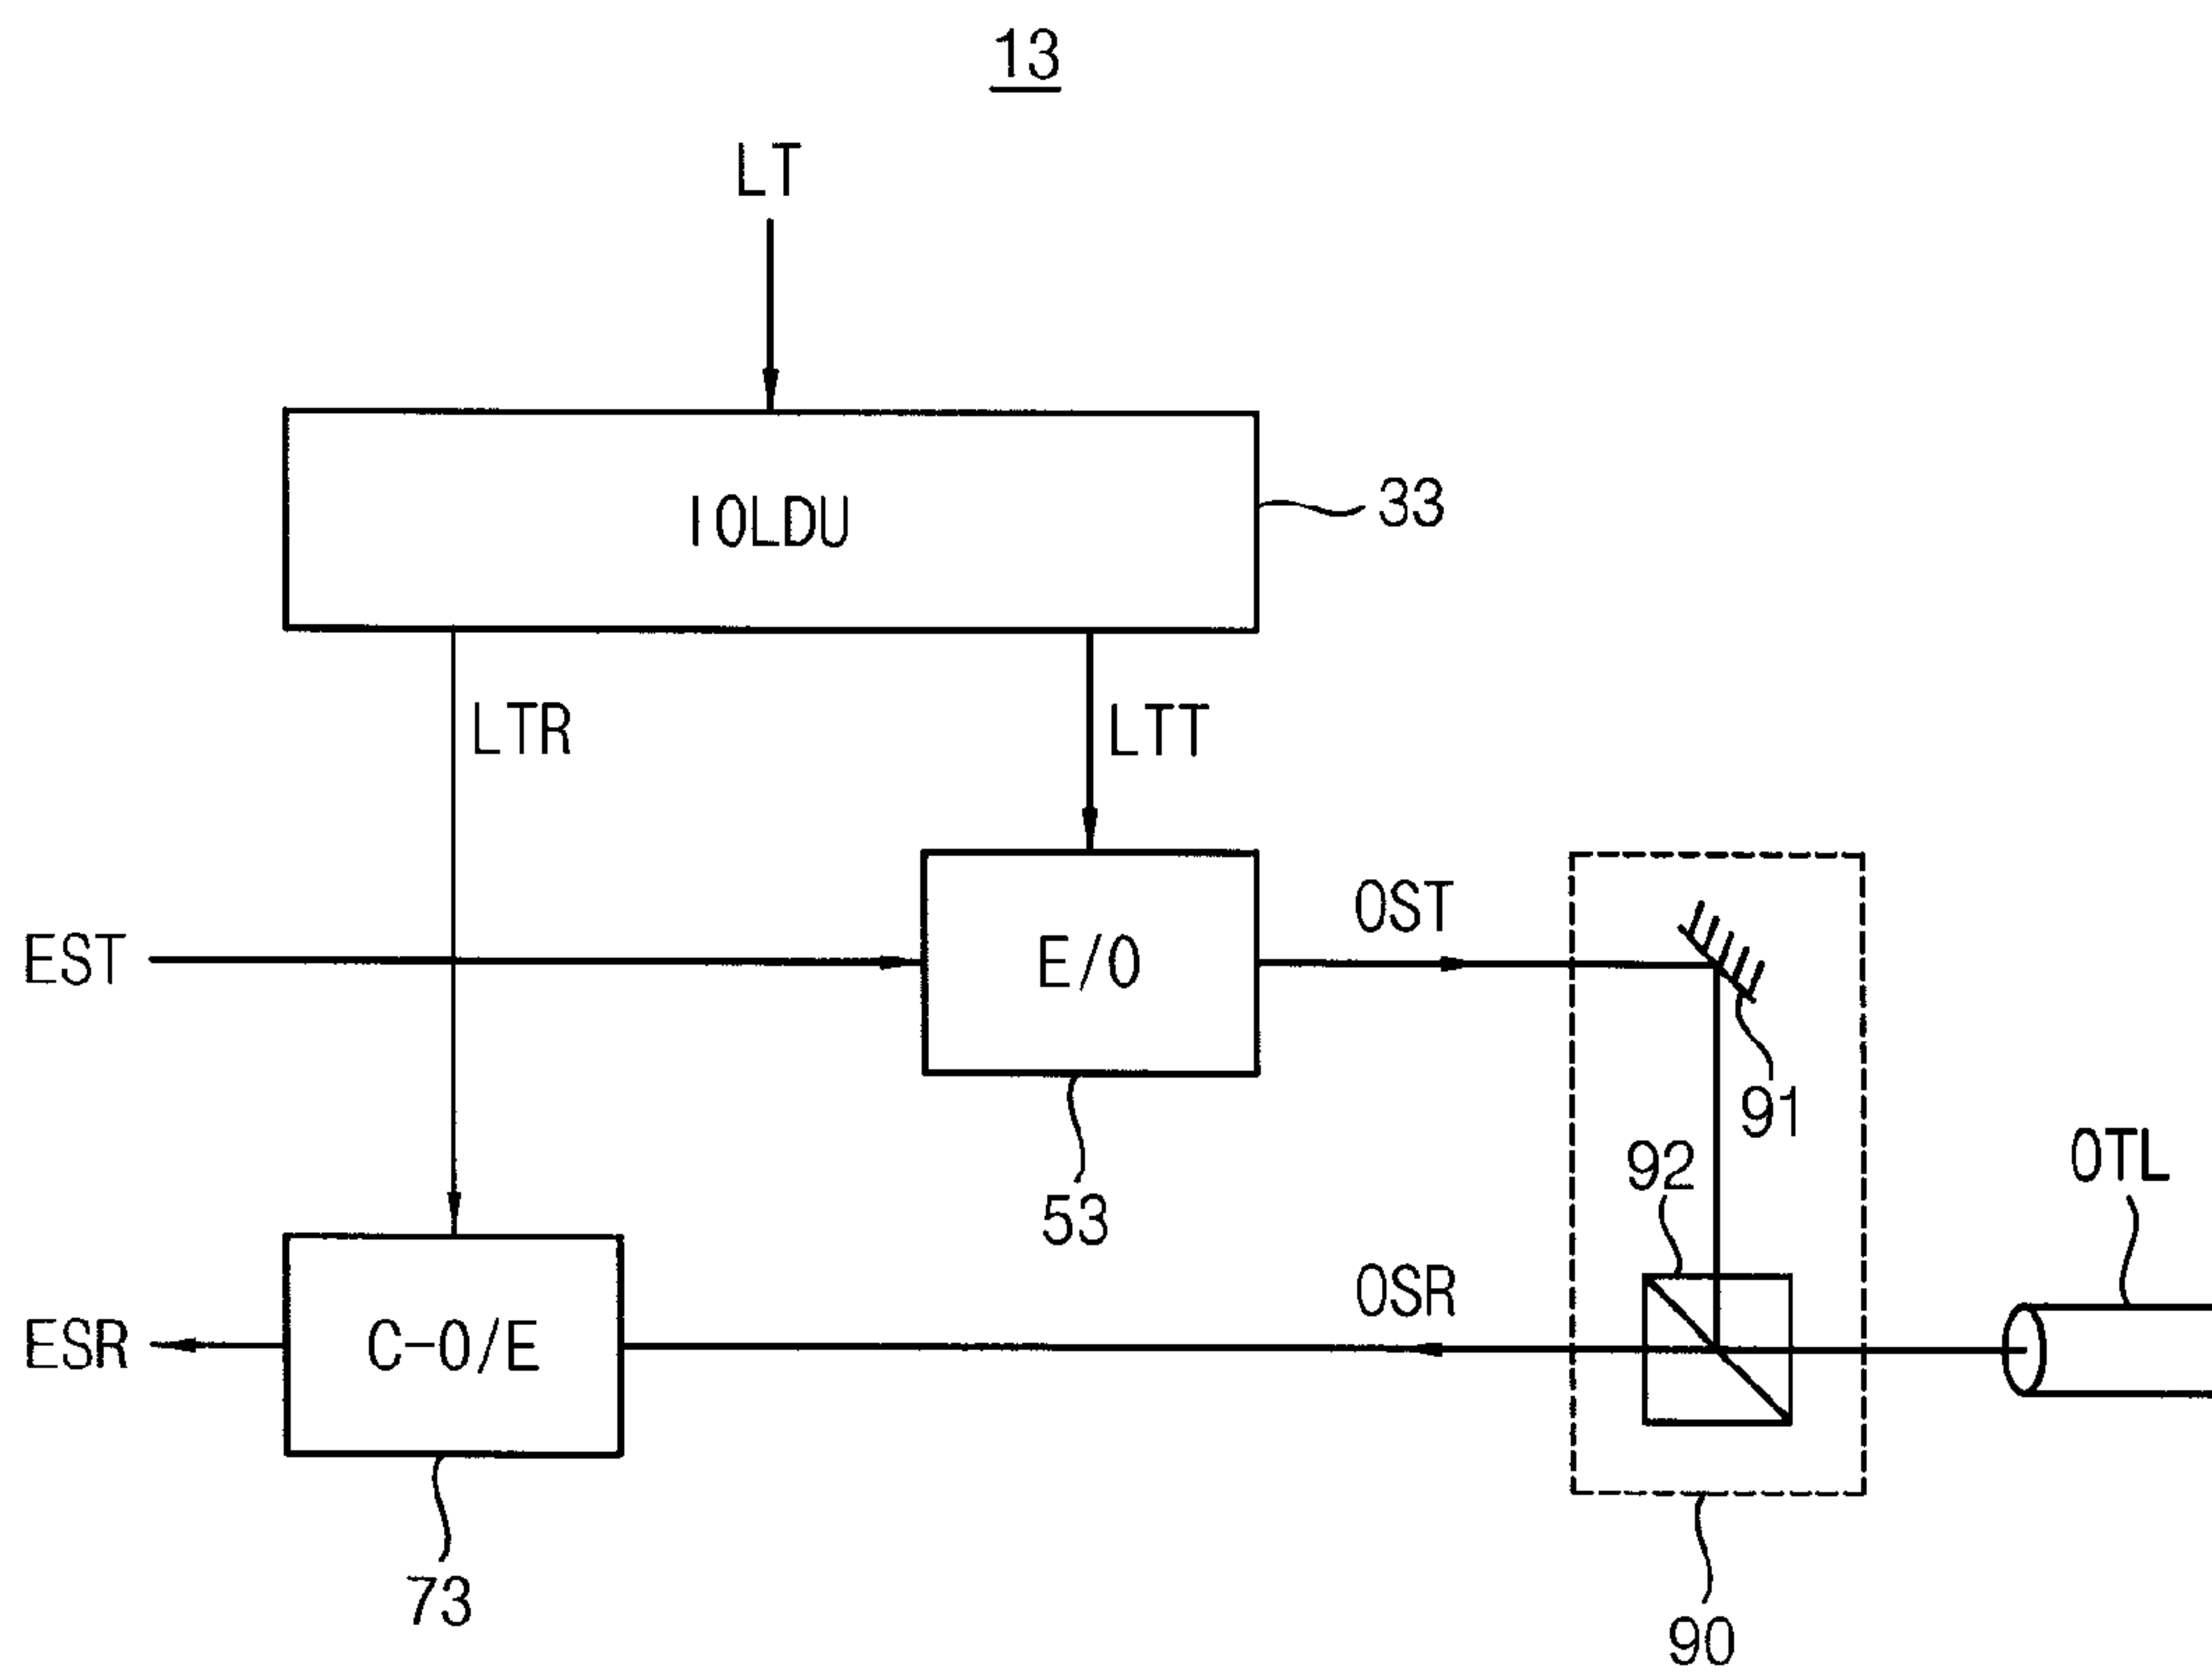 13
LT
IOLDU
33
LTR
LTT
EST
E/O
OST
91
53
92
OTL
ESR
C-O/E
OSR
73
90